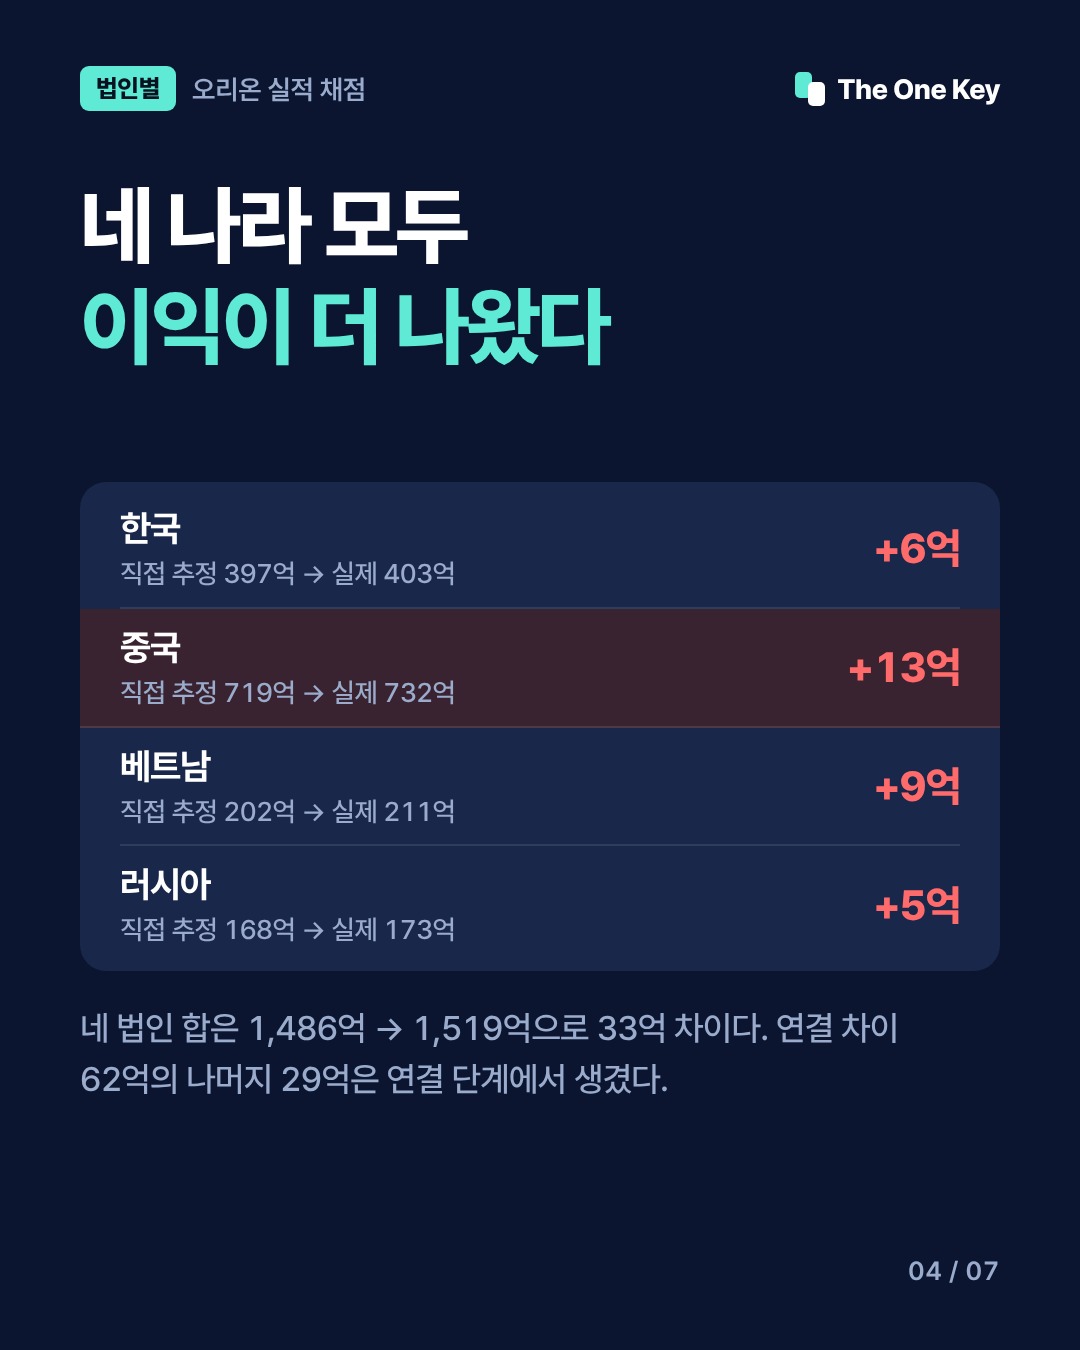 법인별 오리온 실적 채점
The One Key
네 나라 모두
이익이 더 나왔다
한국
직접 추정 397억 → 실제 403억
+6억
중국
직접 추정 719억 → 실제 732억
+13억
베트남
직접 추정 202억 → 실제 211억
+9억
러시아
직접 추정 168억 → 실제 173억
+5억
네 법인 합은 1,486억 → 1,519억으로 33억 차이다. 연결 차이
62억의 나머지 29억은 연결 단계에서 생겼다.
04 / 07